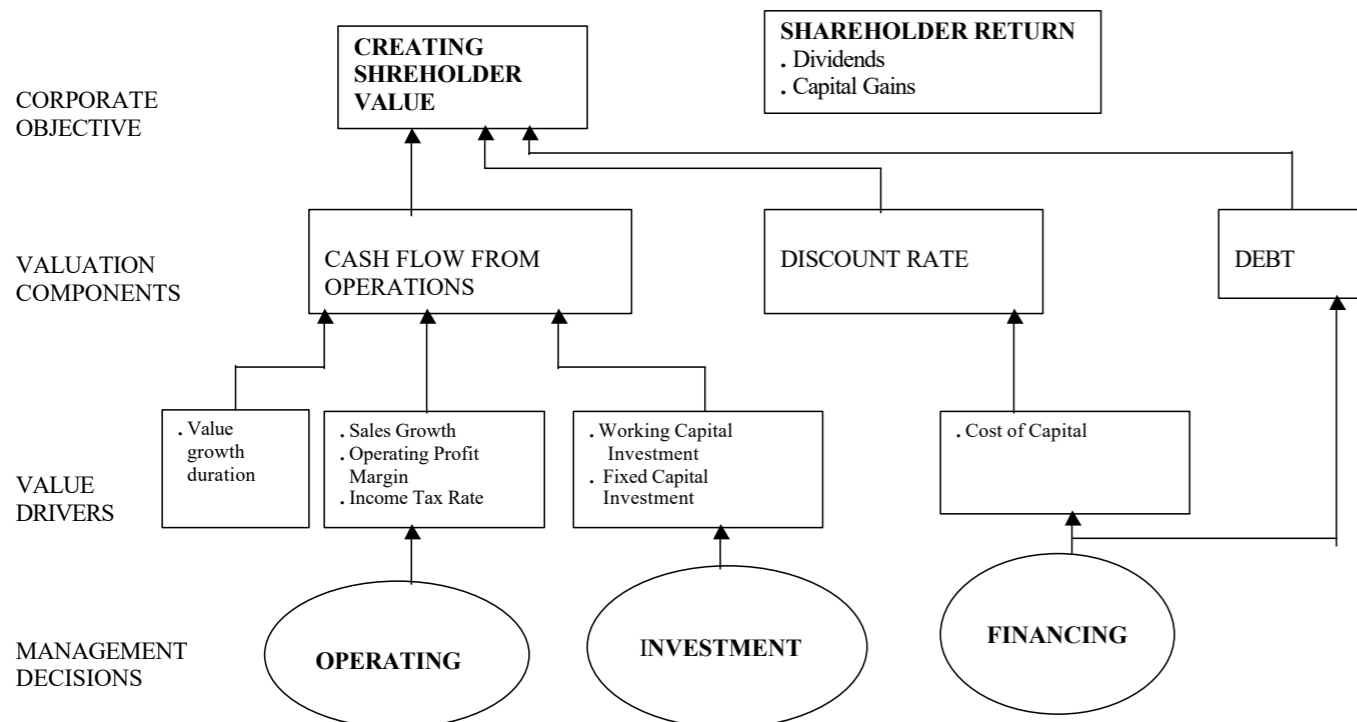 CREATING
SHREHOLDER
VALUE
SHAREHOLDER RETURN
. Dividends
. Capital Gains
CORPORATE
OBJECTIVE
VALUATION
COMPONENTS
CASH FLOW FROM
OPERATIONS
DISCOUNT RATE
DEBT
VALUE
DRIVERS
. Value
growth
duration
. Sales Growth
. Operating Profit
Margin
. Income Tax Rate
. Working Capital
Investment
. Fixed Capital
Investment
. Cost of Capital
MANAGEMENT
DECISIONS
OPERATING
INVESTMENT
FINANCING